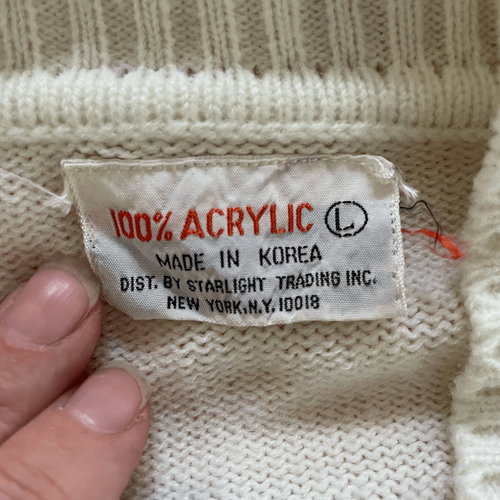 100% ACRYLIC Ⓛ
MADE IN KOREA
DIST. BY STARLIGHT TRADING INC.
NEW YORK, N.Y. 10018